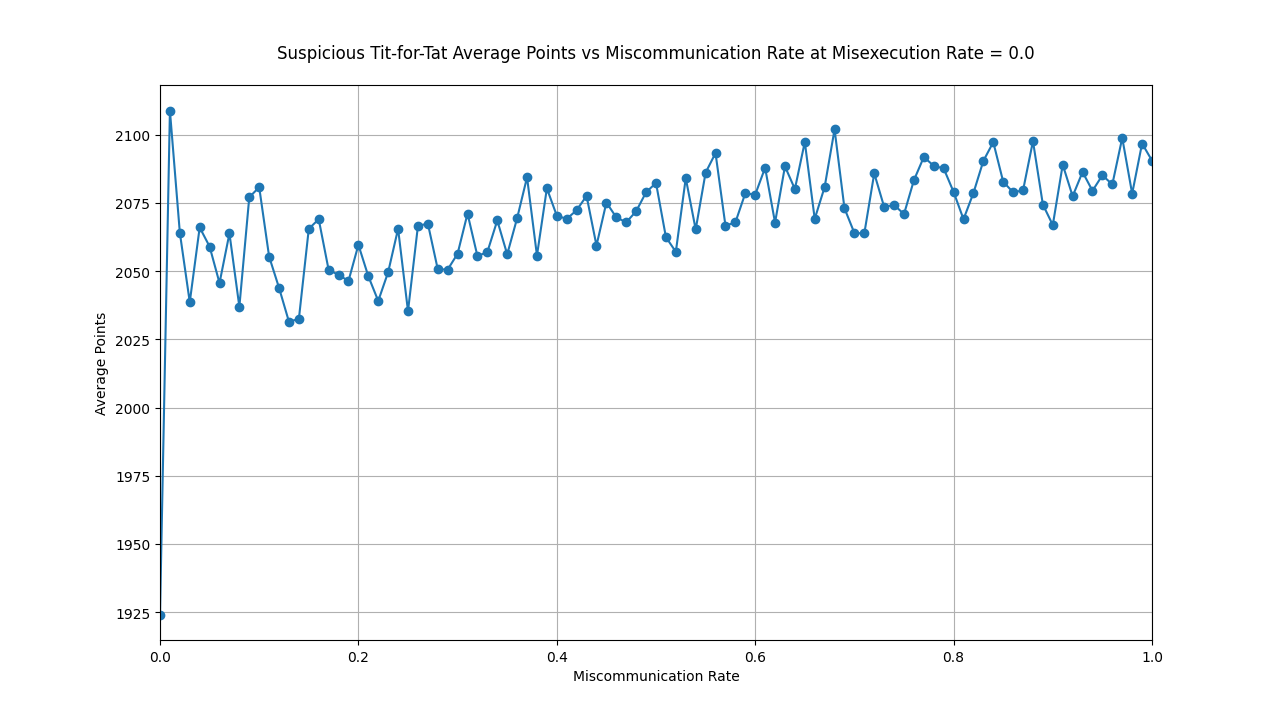 Suspicious Tit-for-Tat Average Points vs Miscommunication Rate at Misexecution Rate = 0.0
2100
2075
2050
2025
2000
1975
1950
1925
Average Points
0.0 0.2 0.4 0.6 0.8 1.0
Miscommunication Rate